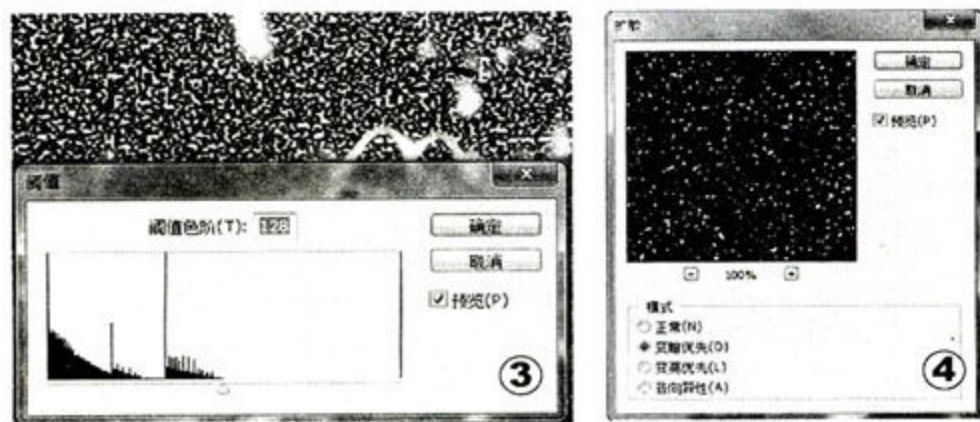 阈值
阈值色阶(T): 128
确定
取消
预览(P)
③
扩散
确定
取消
预览(P)
100%
模式
正常(N)
变暗优先(D)
变亮优先(L)
各向异性(A)
④